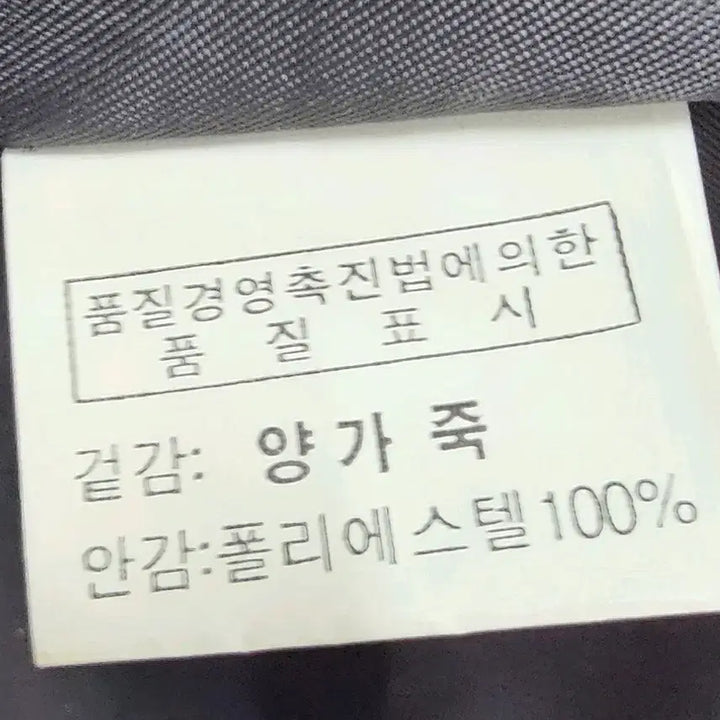 품질경영촉진법에의한
품 질 표 시
겉감: 양가죽
안감:폴리에스텔100%